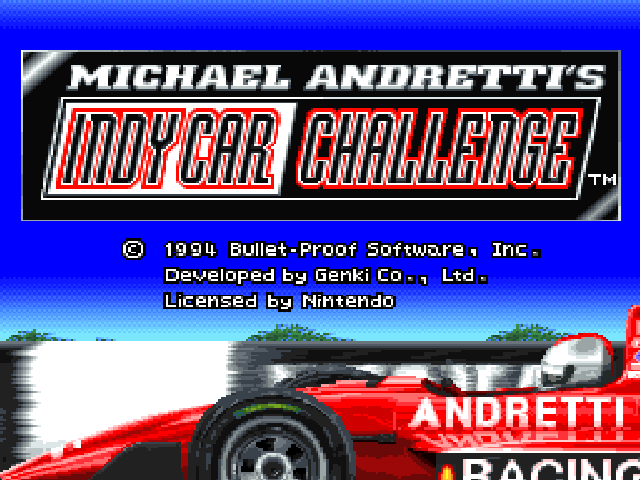 MICHAEL ANDRETTI'S
INDYCAR CHALLENGE TM
© 1994 Bullet-Proof Software, Inc.
Developed by Genki Co., Ltd.
Licensed by Nintendo
ANDRETTI
RACING